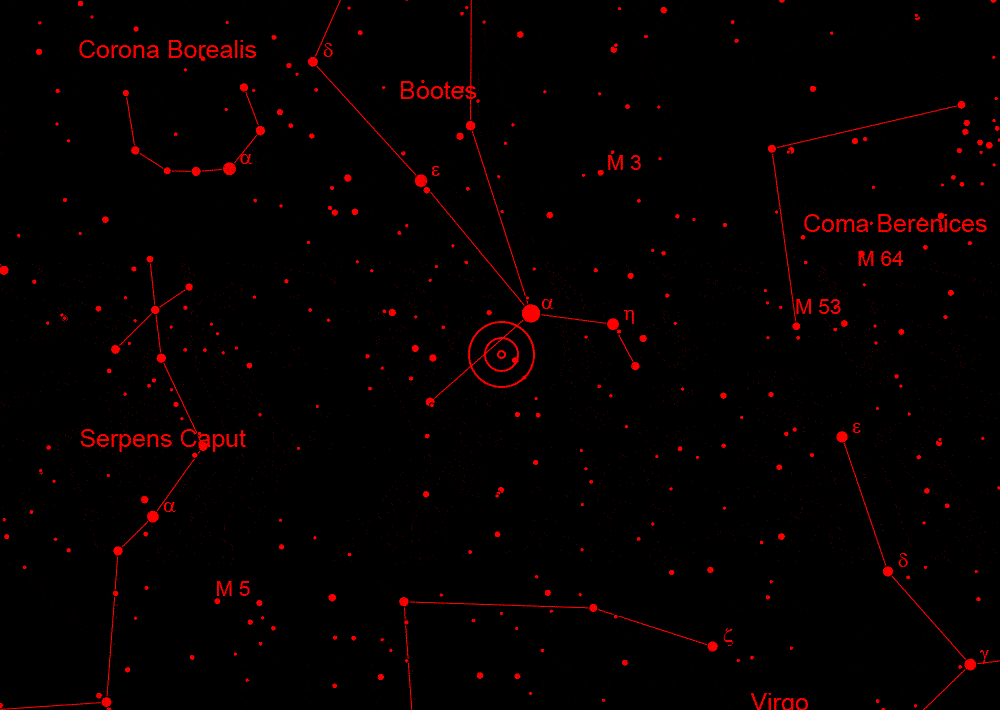 δ
Corona Borealis
Bootes
α
M 3
ε
Coma Berenices
M 64
α
M 53
η
ε
Serpens Caput
α
δ
M 5
ζ
γ
Virgo